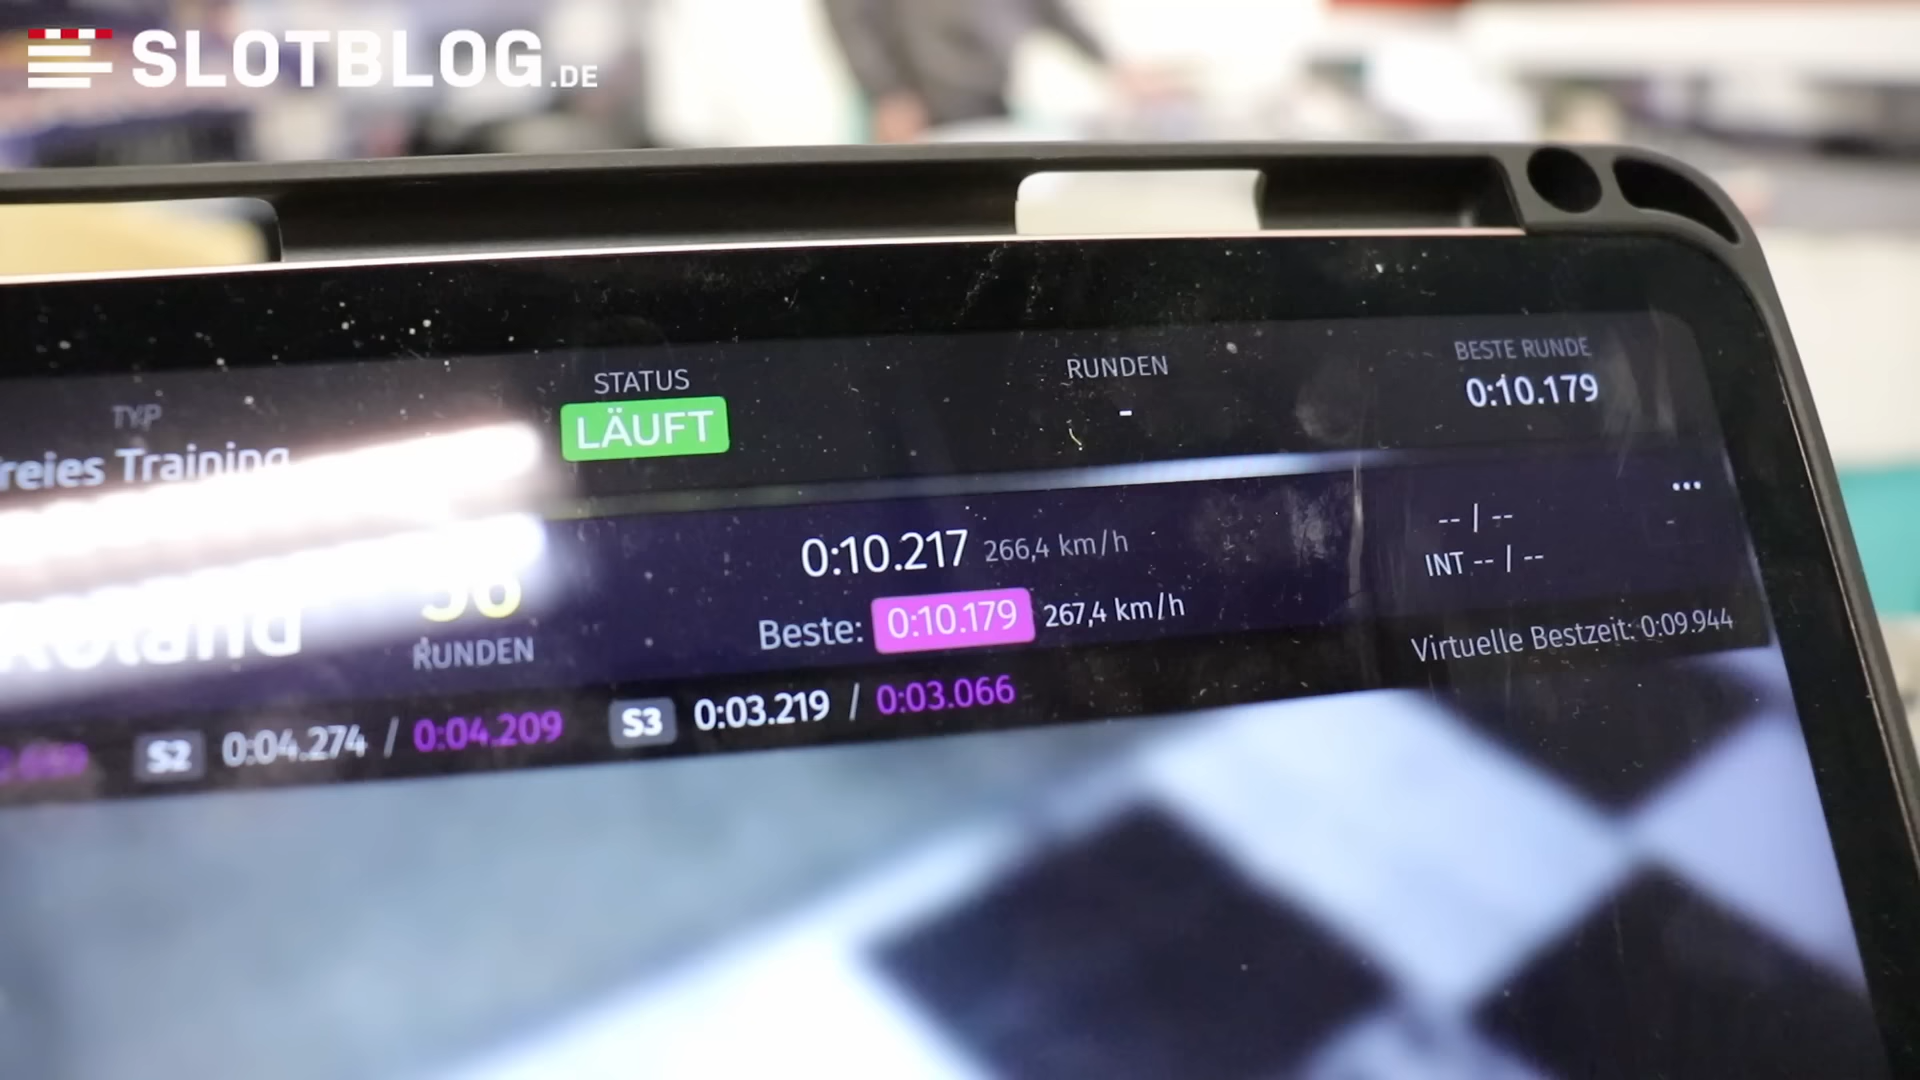 SLOTBLOG.DE
TYP
reies Training
STATUS
LÄUFT
RUNDEN
-
BESTE RUNDE
0:10.179
Roland
56
RUNDEN
0:10.217 266,4 km/h
Beste: 0:10.179 267,4 km/h
...
-- / --
-
INT -- / --
Virtuelle Bestzeit: 0:09.944
S2 0:04.274 / 0:04.209 S3 0:03.219 / 0:03.066